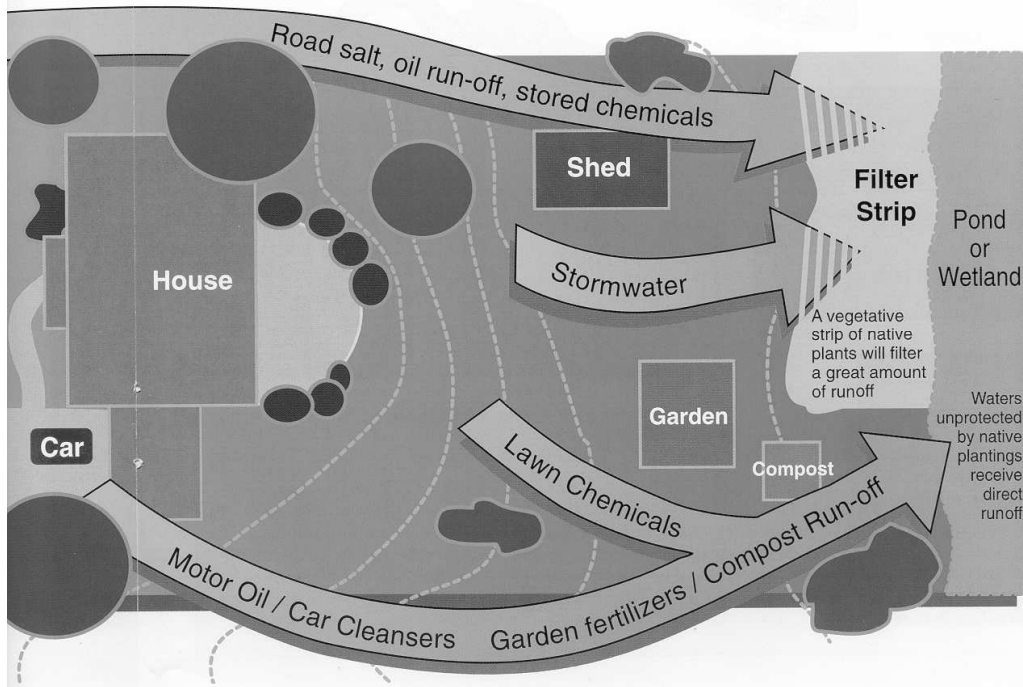 Road salt, oil run-off, stored chemicals
Shed
Filter
Strip
Pond
or
Wetland
House
Stormwater
A vegetative
strip of native
plants will filter
a great amount
of runoff
Garden
Waters
unprotected
by native
plantings
receive
direct
runoff
Car
Lawn Chemicals
Compost
Motor Oil / Car Cleansers
Garden fertilizers / Compost Run-off